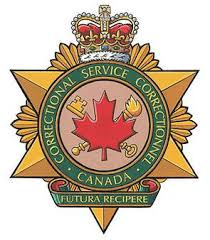 CORRECTIONAL SERVICE CORRECTIONNEL
CANADA
FUTURA RECIPERE